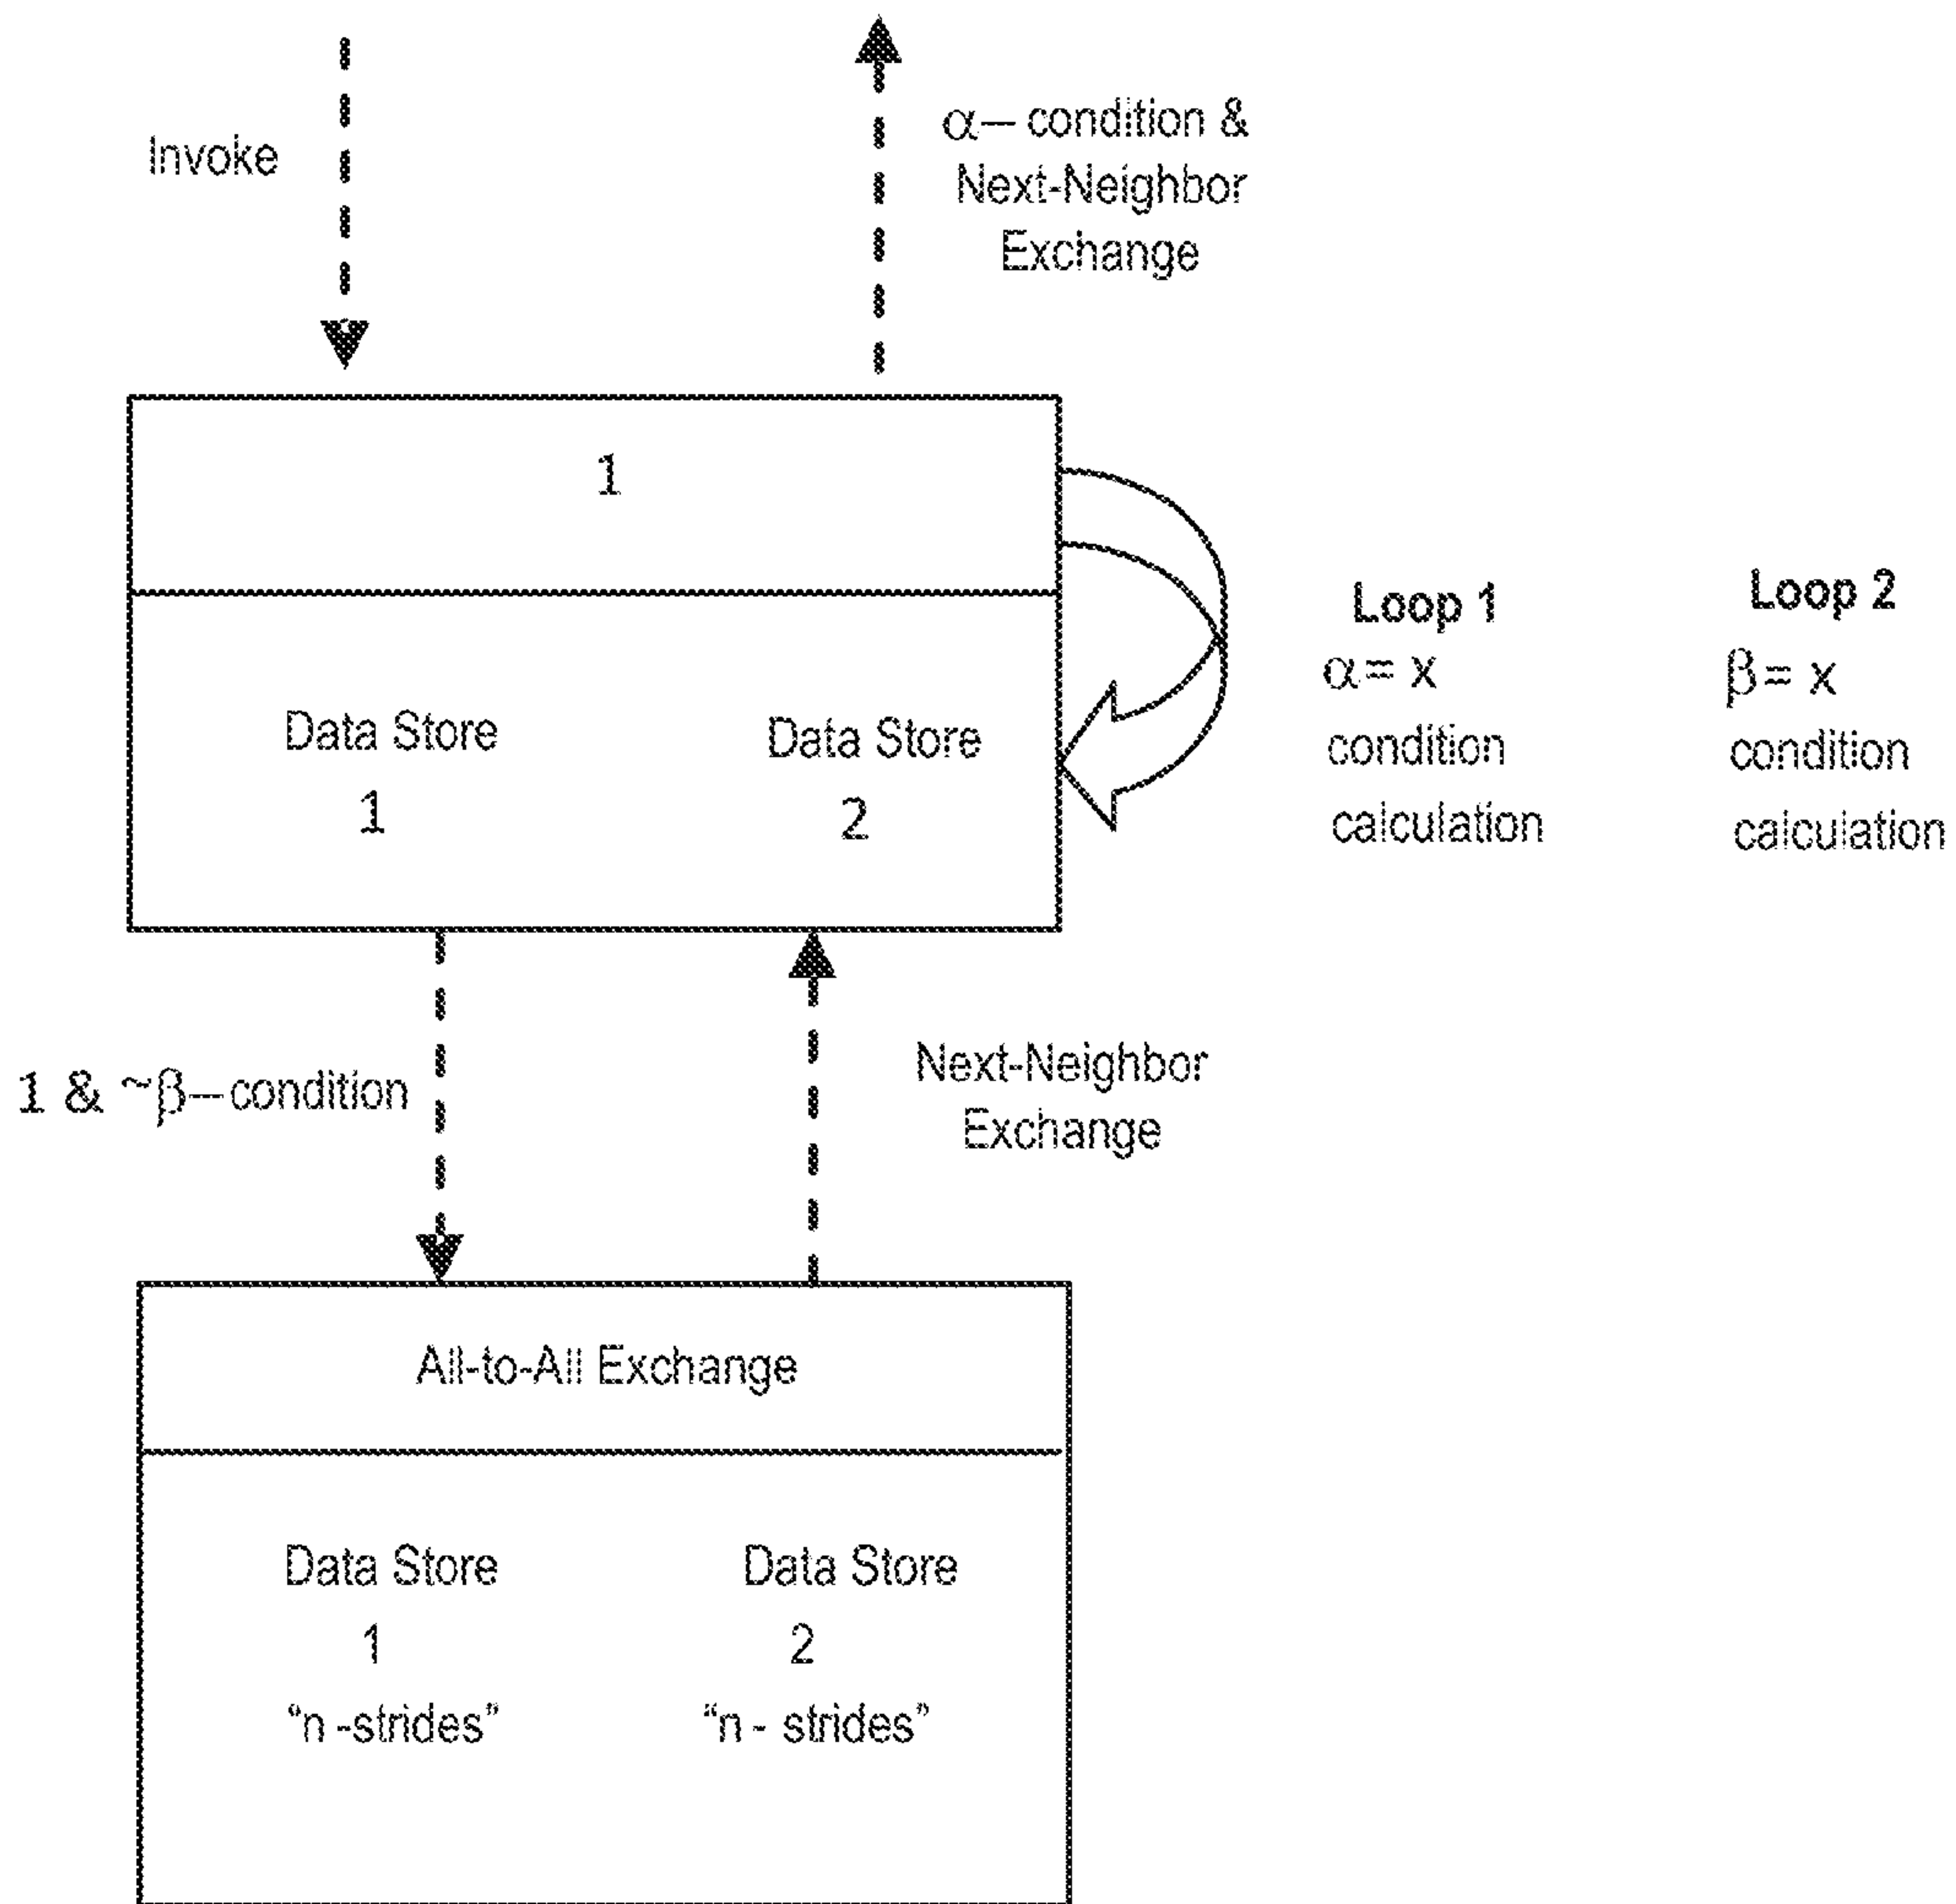 Invoke
α— condition &
Next-Neighbor
Exchange
1
Loop 1
α= x
condition
calculation
Loop 2
β= x
condition
calculation
Data Store
1
Data Store
2
1 & ~β—condition
Next-Neighbor
Exchange
All-to-All Exchange
Data Store
1
“n -strides”
Data Store
2
“n - strides”